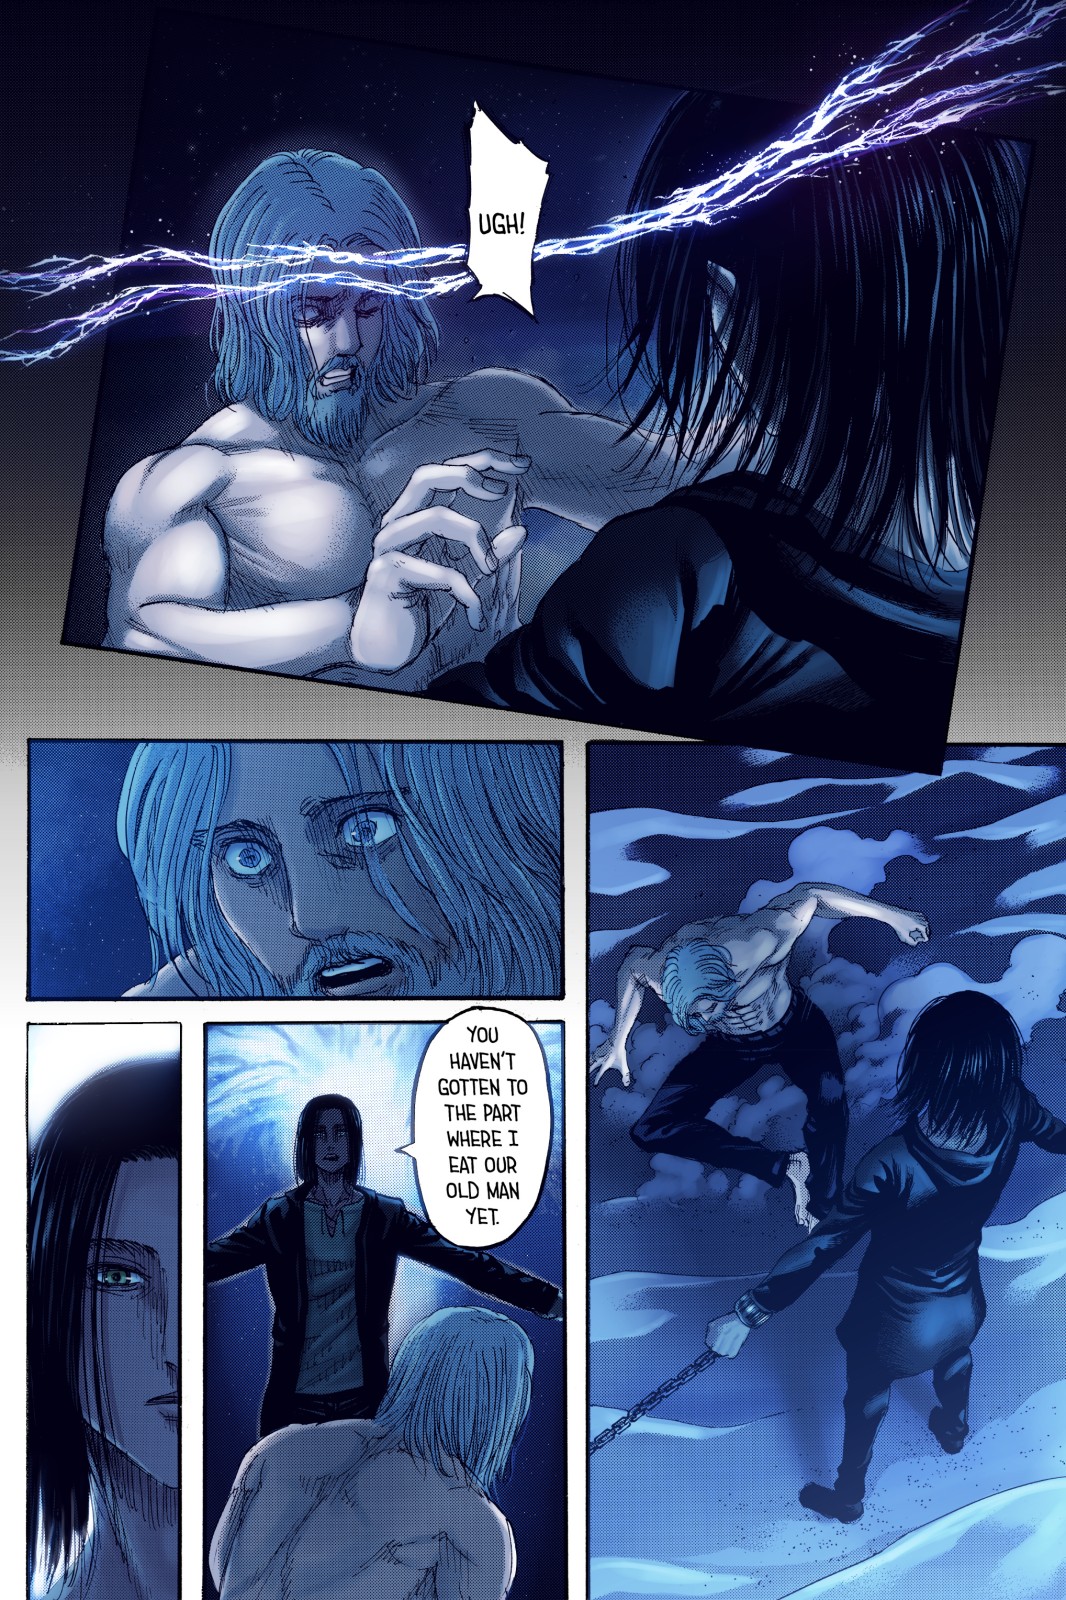 UGH!
YOU
HAVEN'T
GOTTEN TO
THE PART
WHERE I
EAT OUR
OLD MAN
YET.